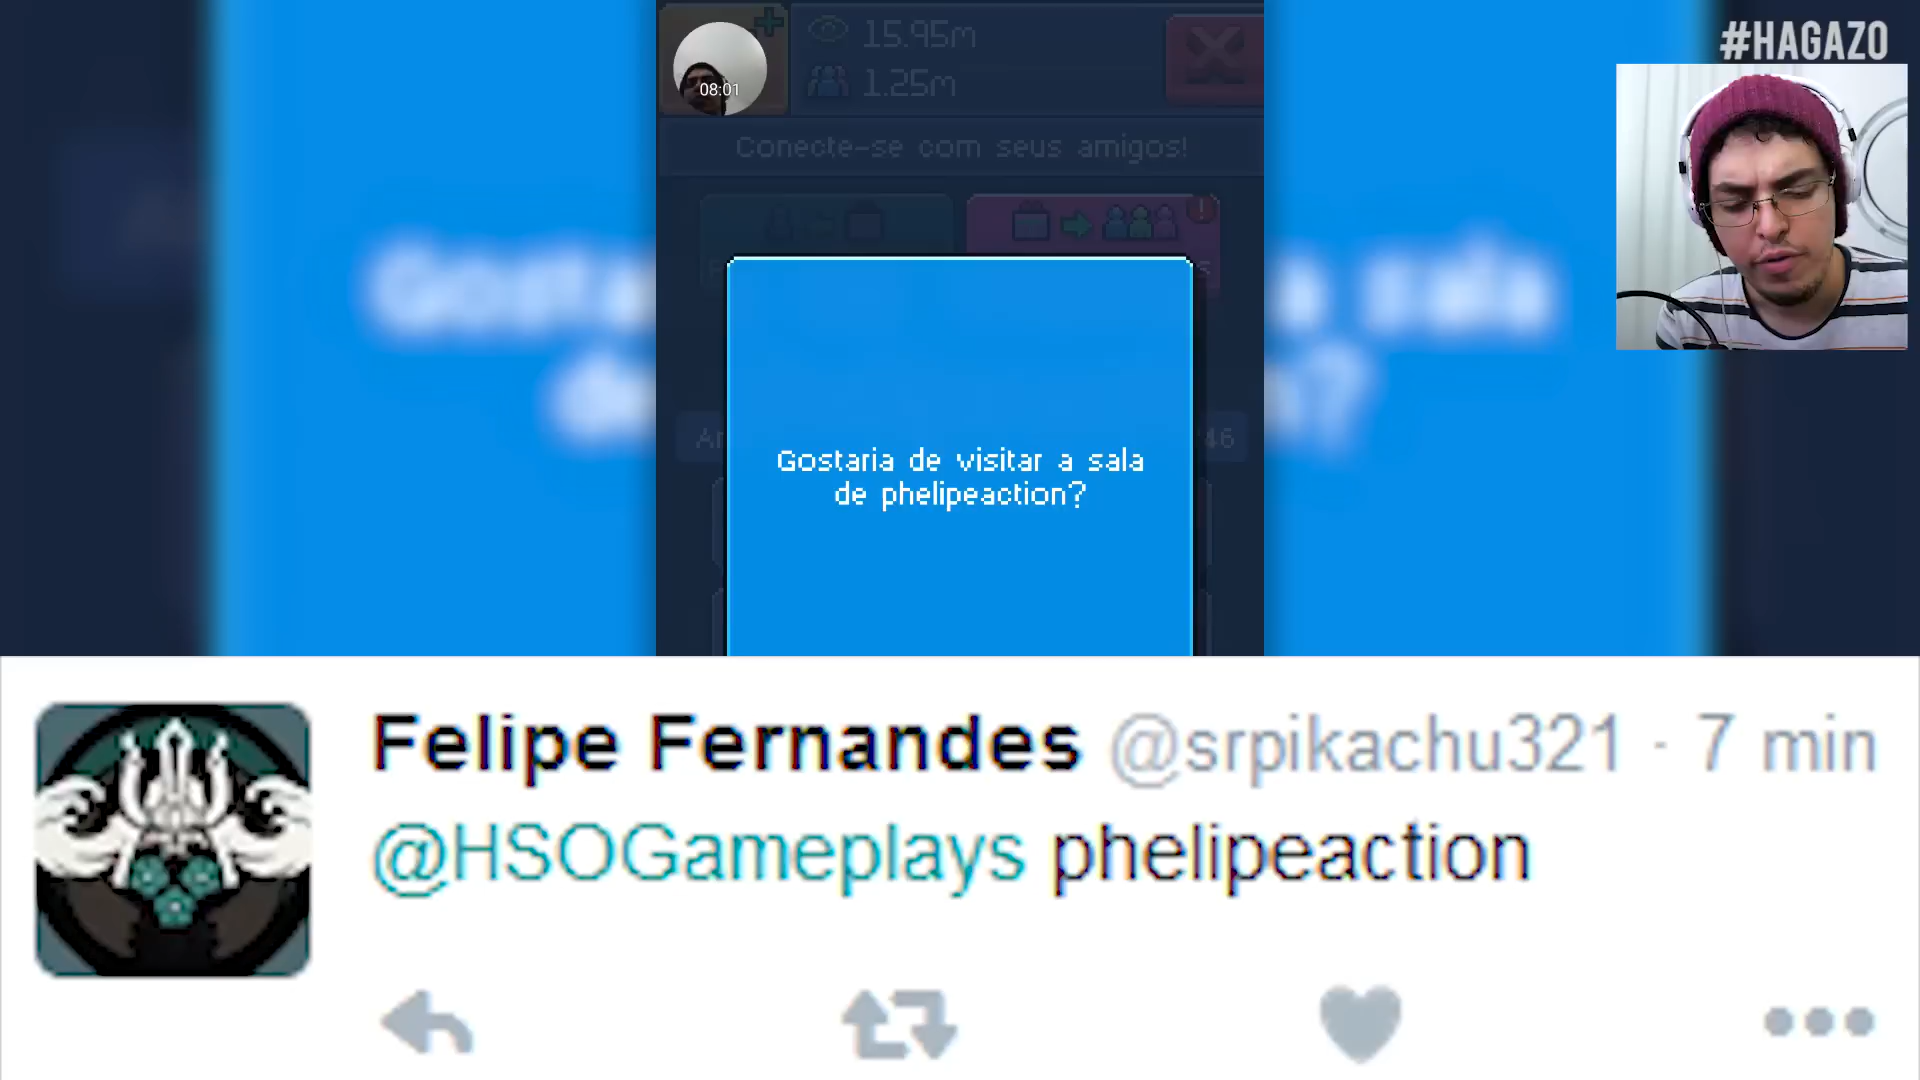 #HAGAZO
15.95m
08:01
1.25m
Conecte-se com seus amigos!
Gostaria de visitar a sala
de phelipeaction?
Felipe Fernandes @srpikachu321 · 7 min
@HSOGameplays phelipeaction